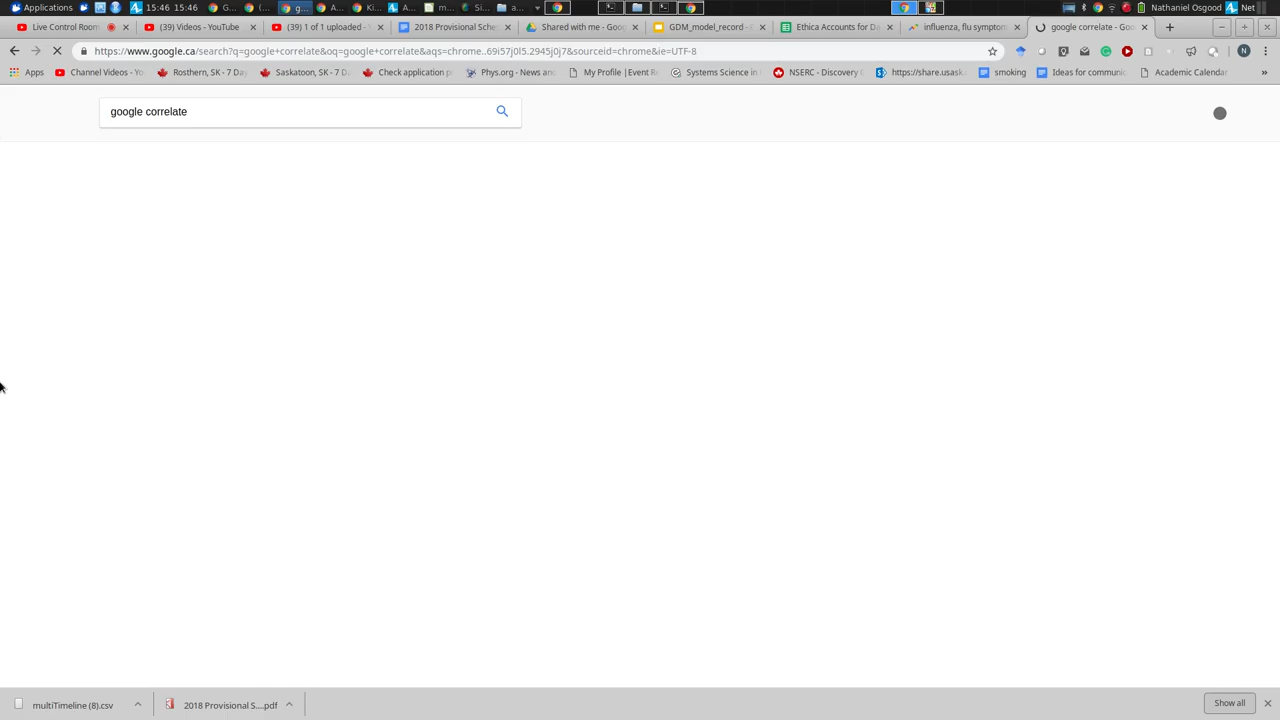 Applications 15:46 15:46 G... (... g... A... Ki... A... m... Si... a... Nathaniel Osgood Net
Live Control Room (39) Videos - YouTube (39) 1 of 1 uploaded - 2018 Provisional Sche Shared with me - Goog GDM_model_record - G Ethica Accounts for Da influenza, flu symptom google correlate - Goo
https://www.google.ca/search?q=google+correlate&oq=google+correlate&aqs=chrome..69i57j0l5.2945j0j7&sourceid=chrome&ie=UTF-8 N
Apps Channel Videos - Yo Rosthern, SK - 7 Day Saskatoon, SK - 7 D Check application p Phys.org - News an My Profile |Event R Systems Science in NSERC - Discovery https://share.usask. smoking Ideas for communic Academic Calendar »
google correlate
multiTimeline (8).csv 2018 Provisional S....pdf Show all